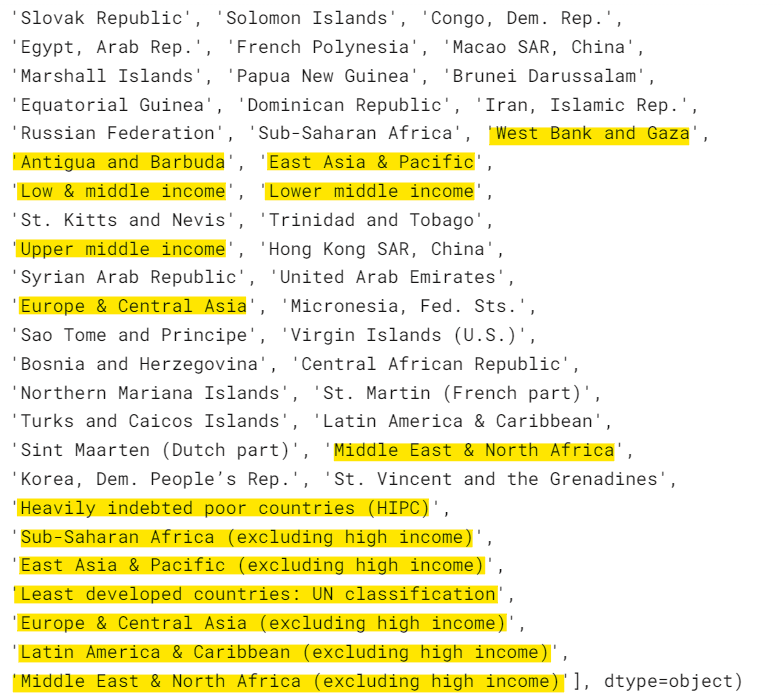 'Slovak Republic', 'Solomon Islands', 'Congo, Dem. Rep.',
'Egypt, Arab Rep.', 'French Polynesia', 'Macao SAR, China',
'Marshall Islands', 'Papua New Guinea', 'Brunei Darussalam',
'Equatorial Guinea', 'Dominican Republic', 'Iran, Islamic Rep.',
'Russian Federation', 'Sub-Saharan Africa', 'West Bank and Gaza',
'Antigua and Barbuda', 'East Asia & Pacific',
'Low & middle income', 'Lower middle income',
'St. Kitts and Nevis', 'Trinidad and Tobago',
'Upper middle income', 'Hong Kong SAR, China',
'Syrian Arab Republic', 'United Arab Emirates',
'Europe & Central Asia', 'Micronesia, Fed. Sts.',
'Sao Tome and Principe', 'Virgin Islands (U.S.)',
'Bosnia and Herzegovina', 'Central African Republic',
'Northern Mariana Islands', 'St. Martin (French part)',
'Turks and Caicos Islands', 'Latin America & Caribbean',
'Sint Maarten (Dutch part)', 'Middle East & North Africa',
'Korea, Dem. People’s Rep.', 'St. Vincent and the Grenadines',
'Heavily indebted poor countries (HIPC)',
'Sub-Saharan Africa (excluding high income)',
'East Asia & Pacific (excluding high income)',
'Least developed countries: UN classification',
'Europe & Central Asia (excluding high income)',
'Latin America & Caribbean (excluding high income)',
'Middle East & North Africa (excluding high income)'], dtype=object)